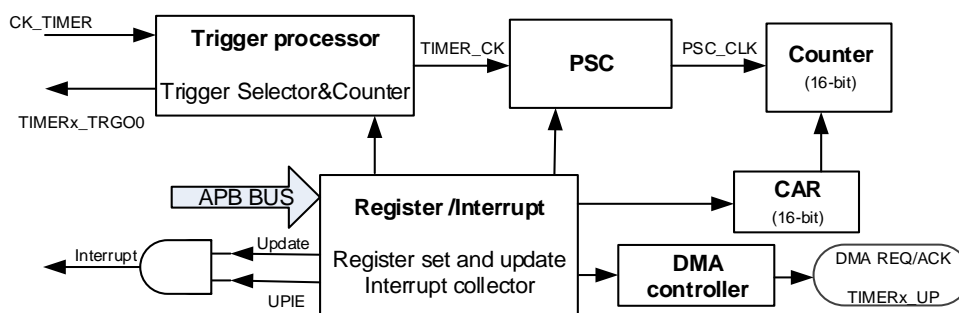 CK_TIMER
Trigger processor
Trigger Selector&Counter
TIMERx_TRGO0
TIMER_CK
PSC
PSC_CLK
Counter
(16-bit)
APB BUS
Register /Interrupt
Register set and update
Interrupt collector
CAR
(16-bit)
Interrupt
Update
UPIE
DMA
controller
DMA REQ/ACK
TIMERx_UP